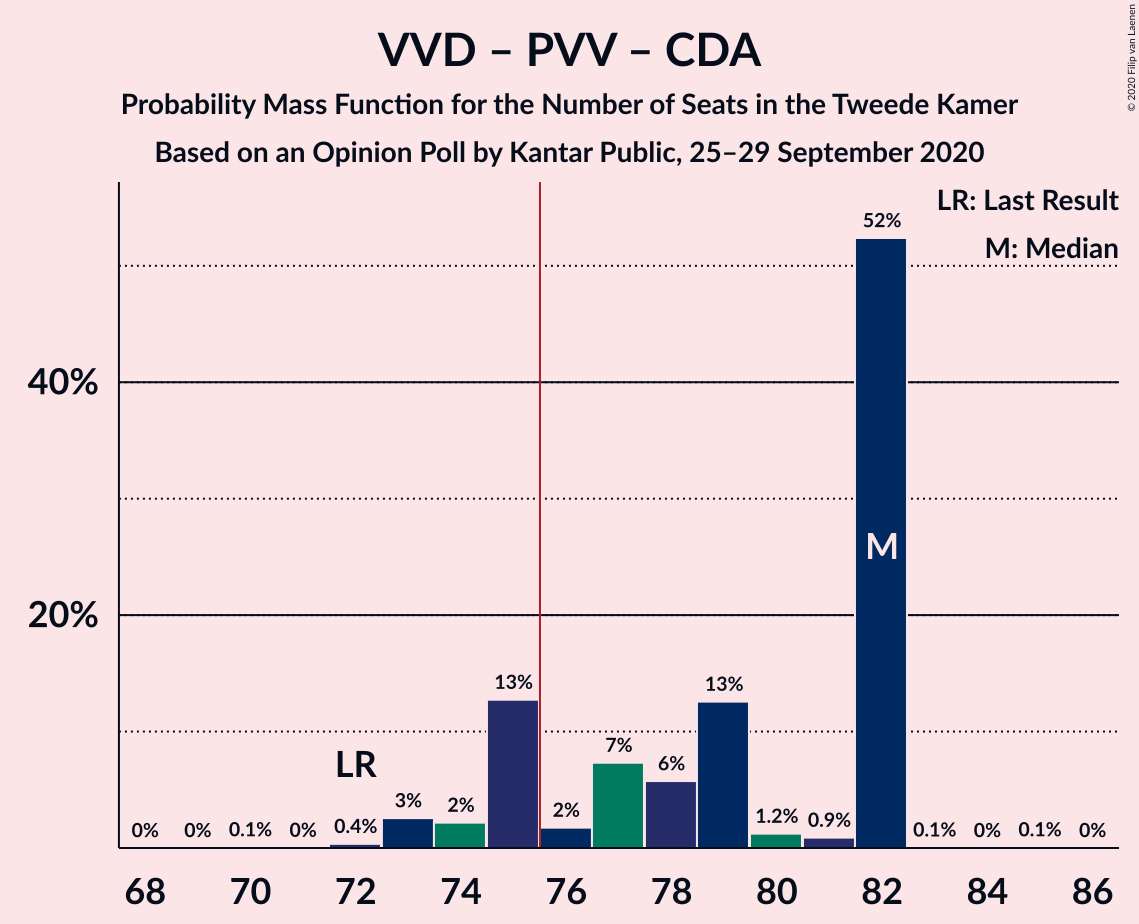 VVD – PVV – CDA
Probability Mass Function for the Number of Seats in the Tweede Kamer
Based on an Opinion Poll by Kantar Public, 25–29 September 2020
© 2020 Filip van Laenen
LR: Last Result
M: Median
52%
40%
M
20%
13%
13%
LR
7%
6%
3%
2%
2%
1.2%
0.9%
0%
0%
0.1%
0%
0.4%
0.1%
0%
0.1%
0%
68 70 72 74 76 78 80 82 84 86